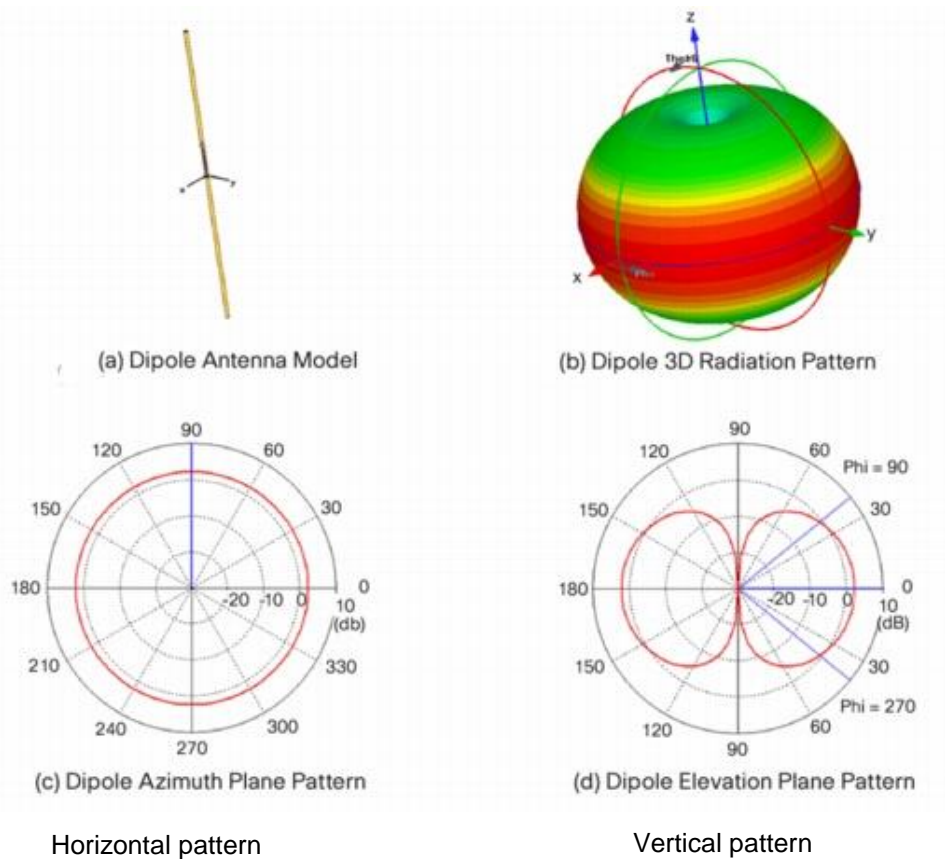 z
Theta
y
x
x
y
(a) Dipole Antenna Model
(b) Dipole 3D Radiation Pattern
90
120
60
150
30
180
0
-20 -10 0 10
(db)
210
330
240
300
270
90
60
Phi = 90
30
180
0
-20 -10 0 10
(dB)
150
30
120
60
Phi = 270
90
(c) Dipole Azimuth Plane Pattern
(d) Dipole Elevation Plane Pattern
Horizontal pattern
Vertical pattern